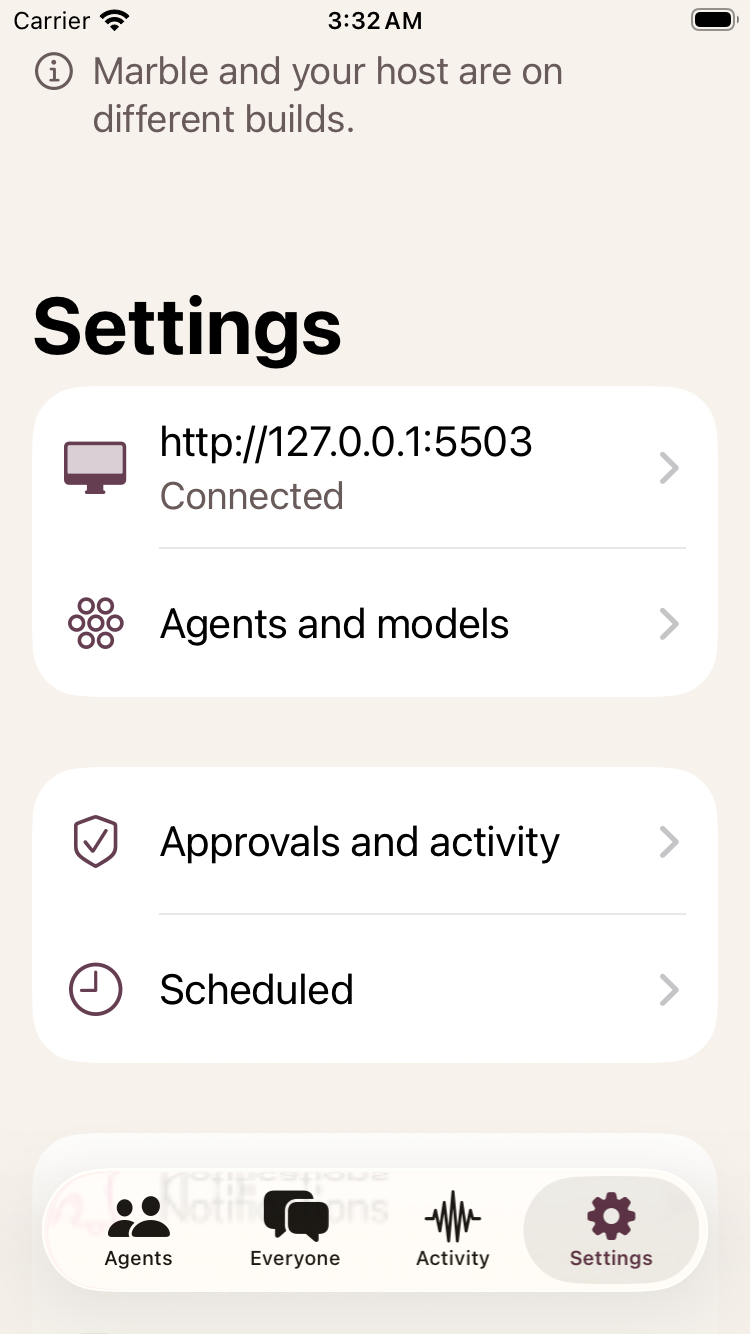 Carrier 3:32 AM
Marble and your host are on
different builds.
Settings
http://127.0.0.1:5503
Connected
Agents and models
Approvals and activity
Scheduled
Notifications
Agents Everyone Activity Settings